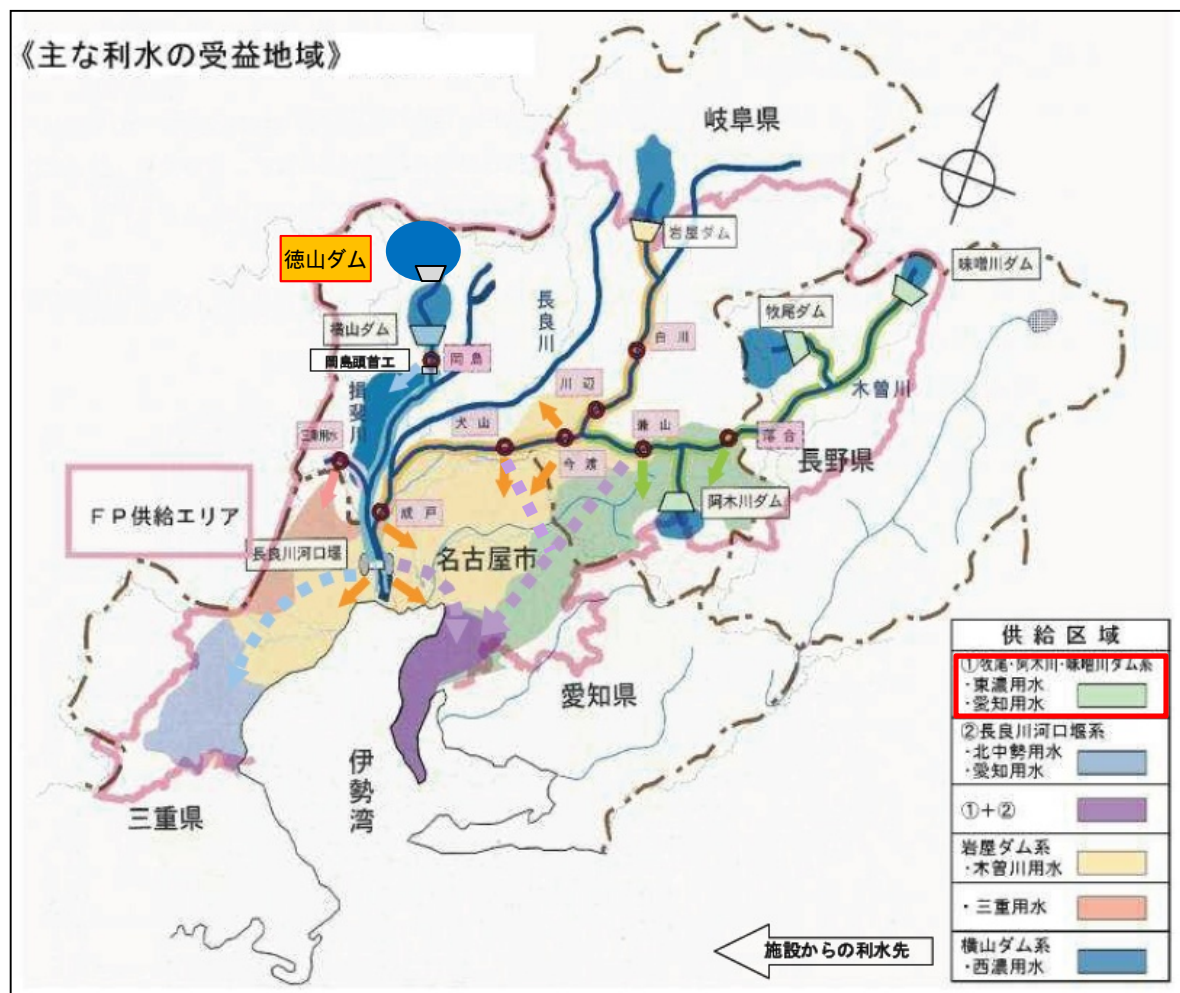 《主な利水の受益地域》
岐阜県
岩屋ダム
徳山ダム
味噌川ダム
長良川
牧尾ダム
横山ダム
白川
岡島頭首工
岡島
川辺
木曽川
揖斐川
犬山
兼山
落合
三重用水
今渡
長野県
阿木川ダム
FP供給エリア
成戸
長良川河口堰
名古屋市
愛知県
伊勢湾
三重県
供給区域
①牧尾・阿木川・味噌川ダム系
・東濃用水
・愛知用水
②長良川河口堰系
・北中勢用水
・愛知用水
①+②
岩屋ダム系
・木曽川用水
・三重用水
横山ダム系
・西濃用水
施設からの利水先